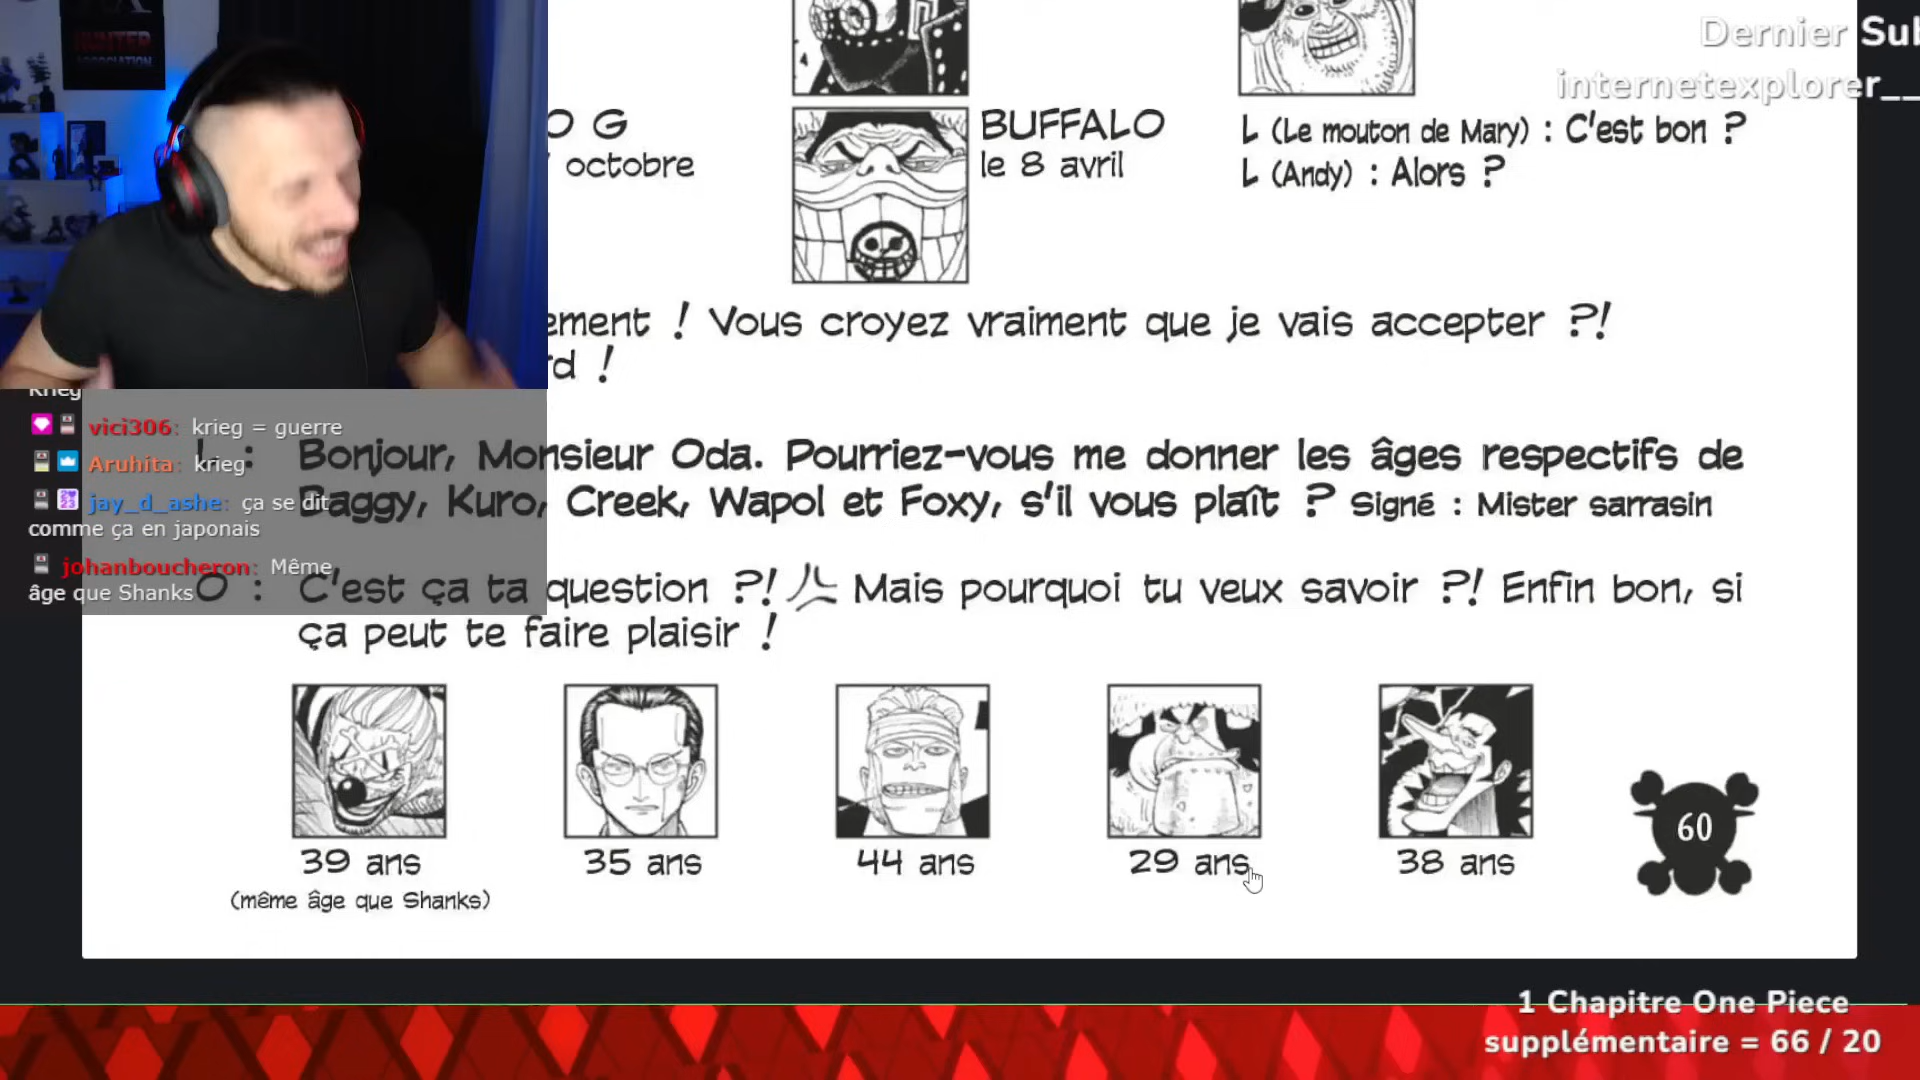 HUNTER
ASSOCIATION
Dernier Sub
internetexplorer__
O G
octobre
BUFFALO
le 8 avril
L (Le mouton de Mary) : C'est bon ?
L (Andy) : Alors ?
ement ! Vous croyez vraiment que je vais accepter ?!
rd !
Krieg
vici306: krieg = guerre
Aruhita: krieg
jay_d_ashe: ça se dit
comme ça en japonais
johanboucheron: Même
âge que Shanks
L : Bonjour, Monsieur Oda. Pourriez-vous me donner les âges respectifs de
Baggy, Kuro, Creek, Wapol et Foxy, s'il vous plaît ? Signé : Mister sarrasin
O : C'est ça ta question ?! Mais pourquoi tu veux savoir ?! Enfin bon, si
ça peut te faire plaisir !
39 ans
(même âge que Shanks)
35 ans
44 ans
29 ans
38 ans
60
1 Chapitre One Piece
supplémentaire = 66 / 20